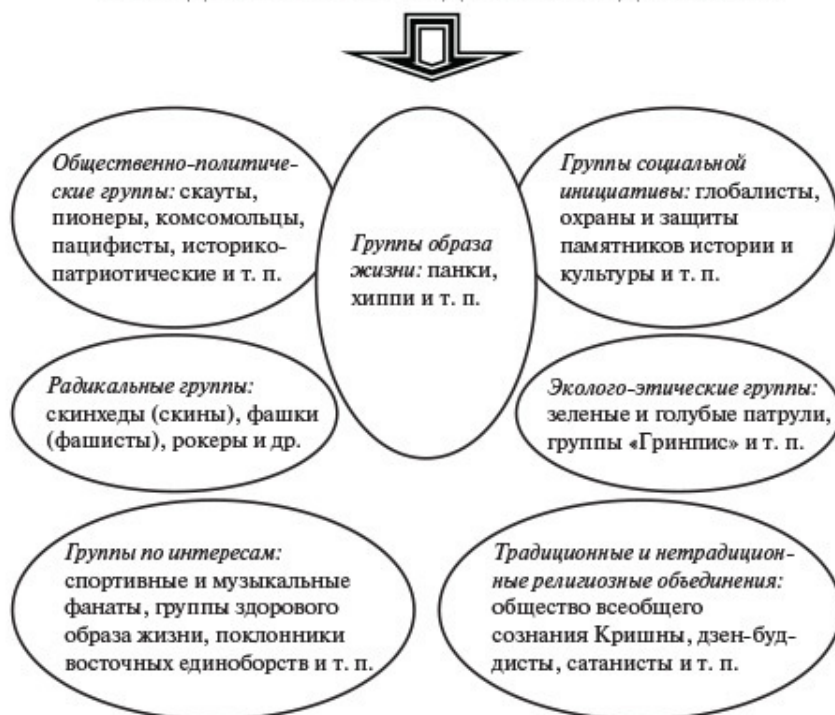 Общественно-политиче-
ские группы: скауты,
пионеры, комсомольцы,
пацифисты, историко-
патриотические и т. п.
Группы образа
жизни: панки,
хиппи и т. п.
Группы социальной
инициативы: глобалисты,
охраны и защиты
памятников истории и
культуры и т. п.
Радикальные группы:
скинхеды (скины), фашки
(фашисты), рокеры и др.
Эколого-этические группы:
зеленые и голубые патрули,
группы «Гринпис» и т. п.
Группы по интересам:
спортивные и музыкальные
фанаты, группы здорового
образа жизни, поклонники
восточных единоборств и т. п.
Традиционные и нетрадицион-
ные религиозные объединения:
общество всеобщего
сознания Кришны, дзен-буд-
дисты, сатанисты и т. п.